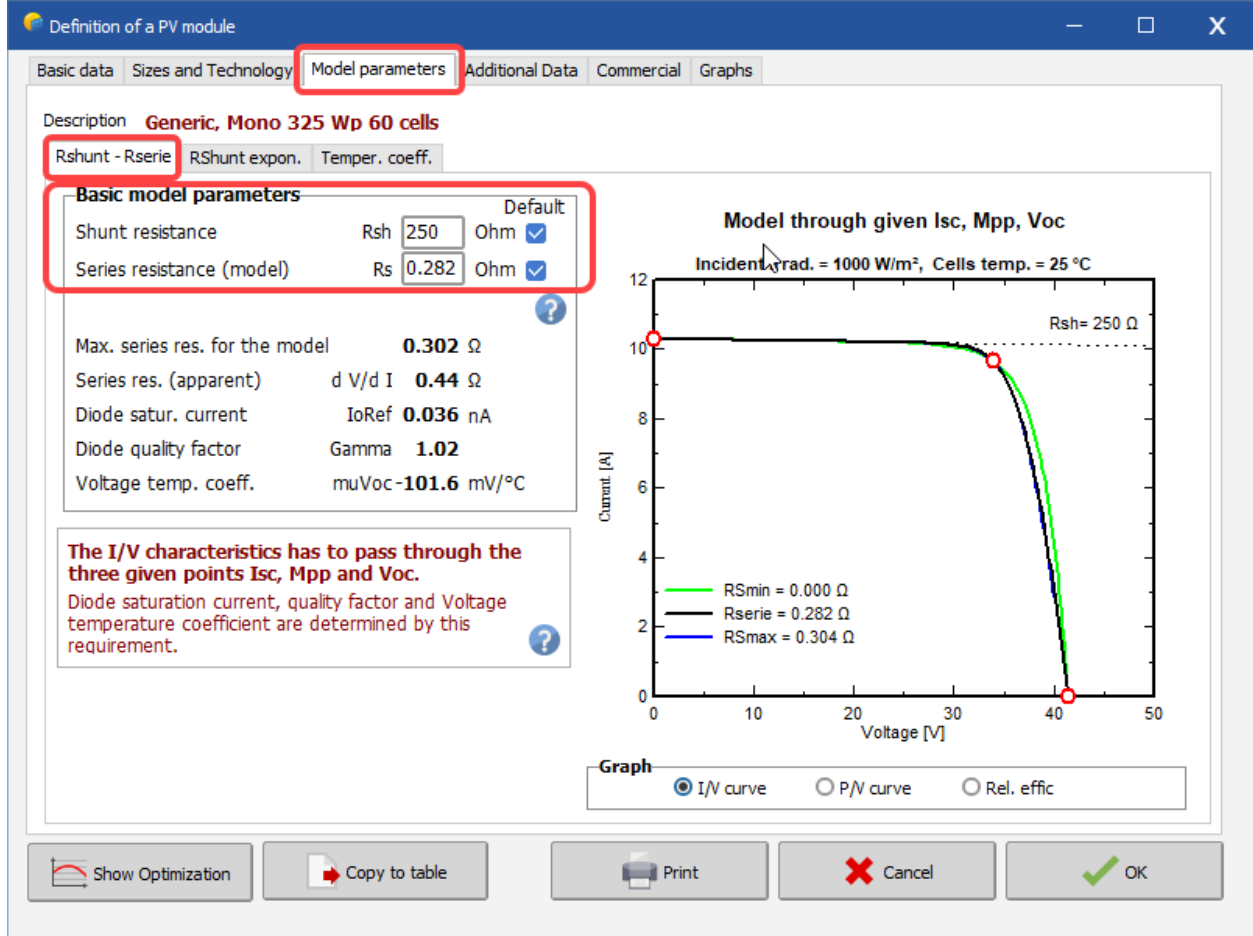 Definition of a PV module
Basic data Sizes and Technology Model parameters Additional Data Commercial Graphs
Description Generic, Mono 325 Wp 60 cells
Rshunt - Rserie RShunt expon. Temper. coeff.
Basic model parameters
Default
Shunt resistance Rsh 250 Ohm
Series resistance (model) Rs 0.282 Ohm
?
Max. series res. for the model 0.302 Ω
Series res. (apparent) d V/d I 0.44 Ω
Diode satur. current IoRef 0.036 nA
Diode quality factor Gamma 1.02
Voltage temp. coeff. muVoc -101.6 mV/°C
The I/V characteristics has to pass through the
three given points Isc, Mpp and Voc.
Diode saturation current, quality factor and Voltage
temperature coefficient are determined by this
requirement.
?
Model through given Isc, Mpp, Voc
Incident rad. = 1000 W/m², Cells temp. = 25 °C
12
10
8
6
4
2
0
Current. [A]
Rsh= 250 Ω
RSmin = 0.000 Ω
Rserie = 0.282 Ω
RSmax = 0.304 Ω
0 10 20 30 40 50
Voltage [V]
Graph
I/V curve P/V curve Rel. effic
Show Optimization Copy to table Print Cancel OK